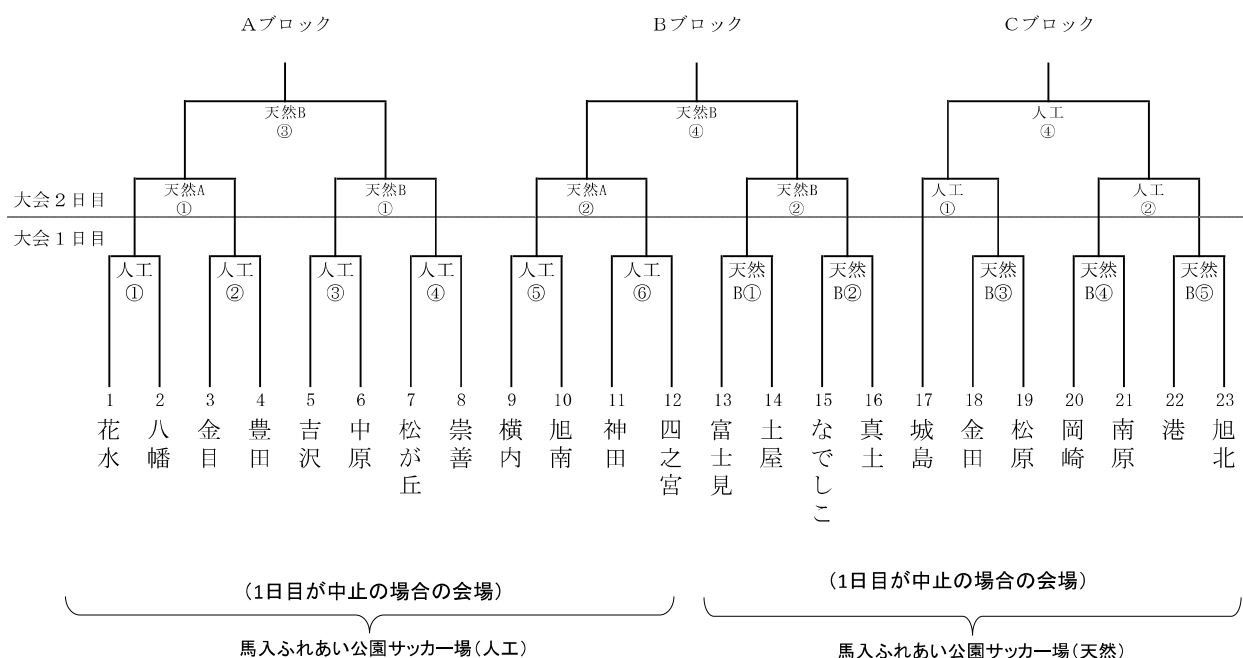 Aブロック Bブロック Cブロック
天然B 天然B 人工
③ ④ ④
大会2日目 天然A 天然B 天然A 天然B 人工 人工
① ① ② ② ① ②
大会1日目
人工 人工 人工 人工 人工 人工 天然 天然 天然 天然 天然
① ② ③ ④ ⑤ ⑥ B① B② B③ B④ B⑤
1 2 3 4 5 6 7 8 9 10 11 12 13 14 15 16 17 18 19 20 21 22 23
花水 八幡 金目 豊田 吉沢 中原 松が丘 崇善 横内 旭南 神田 四之宮 富士見 土屋 なでしこ 真土 城島 金田 松原 岡崎 南原 港 旭北
(1日目が中止の場合の会場) (1日目が中止の場合の会場)
馬入ふれあい公園サッカー場(人工) 馬入ふれあい公園サッカー場(天然)